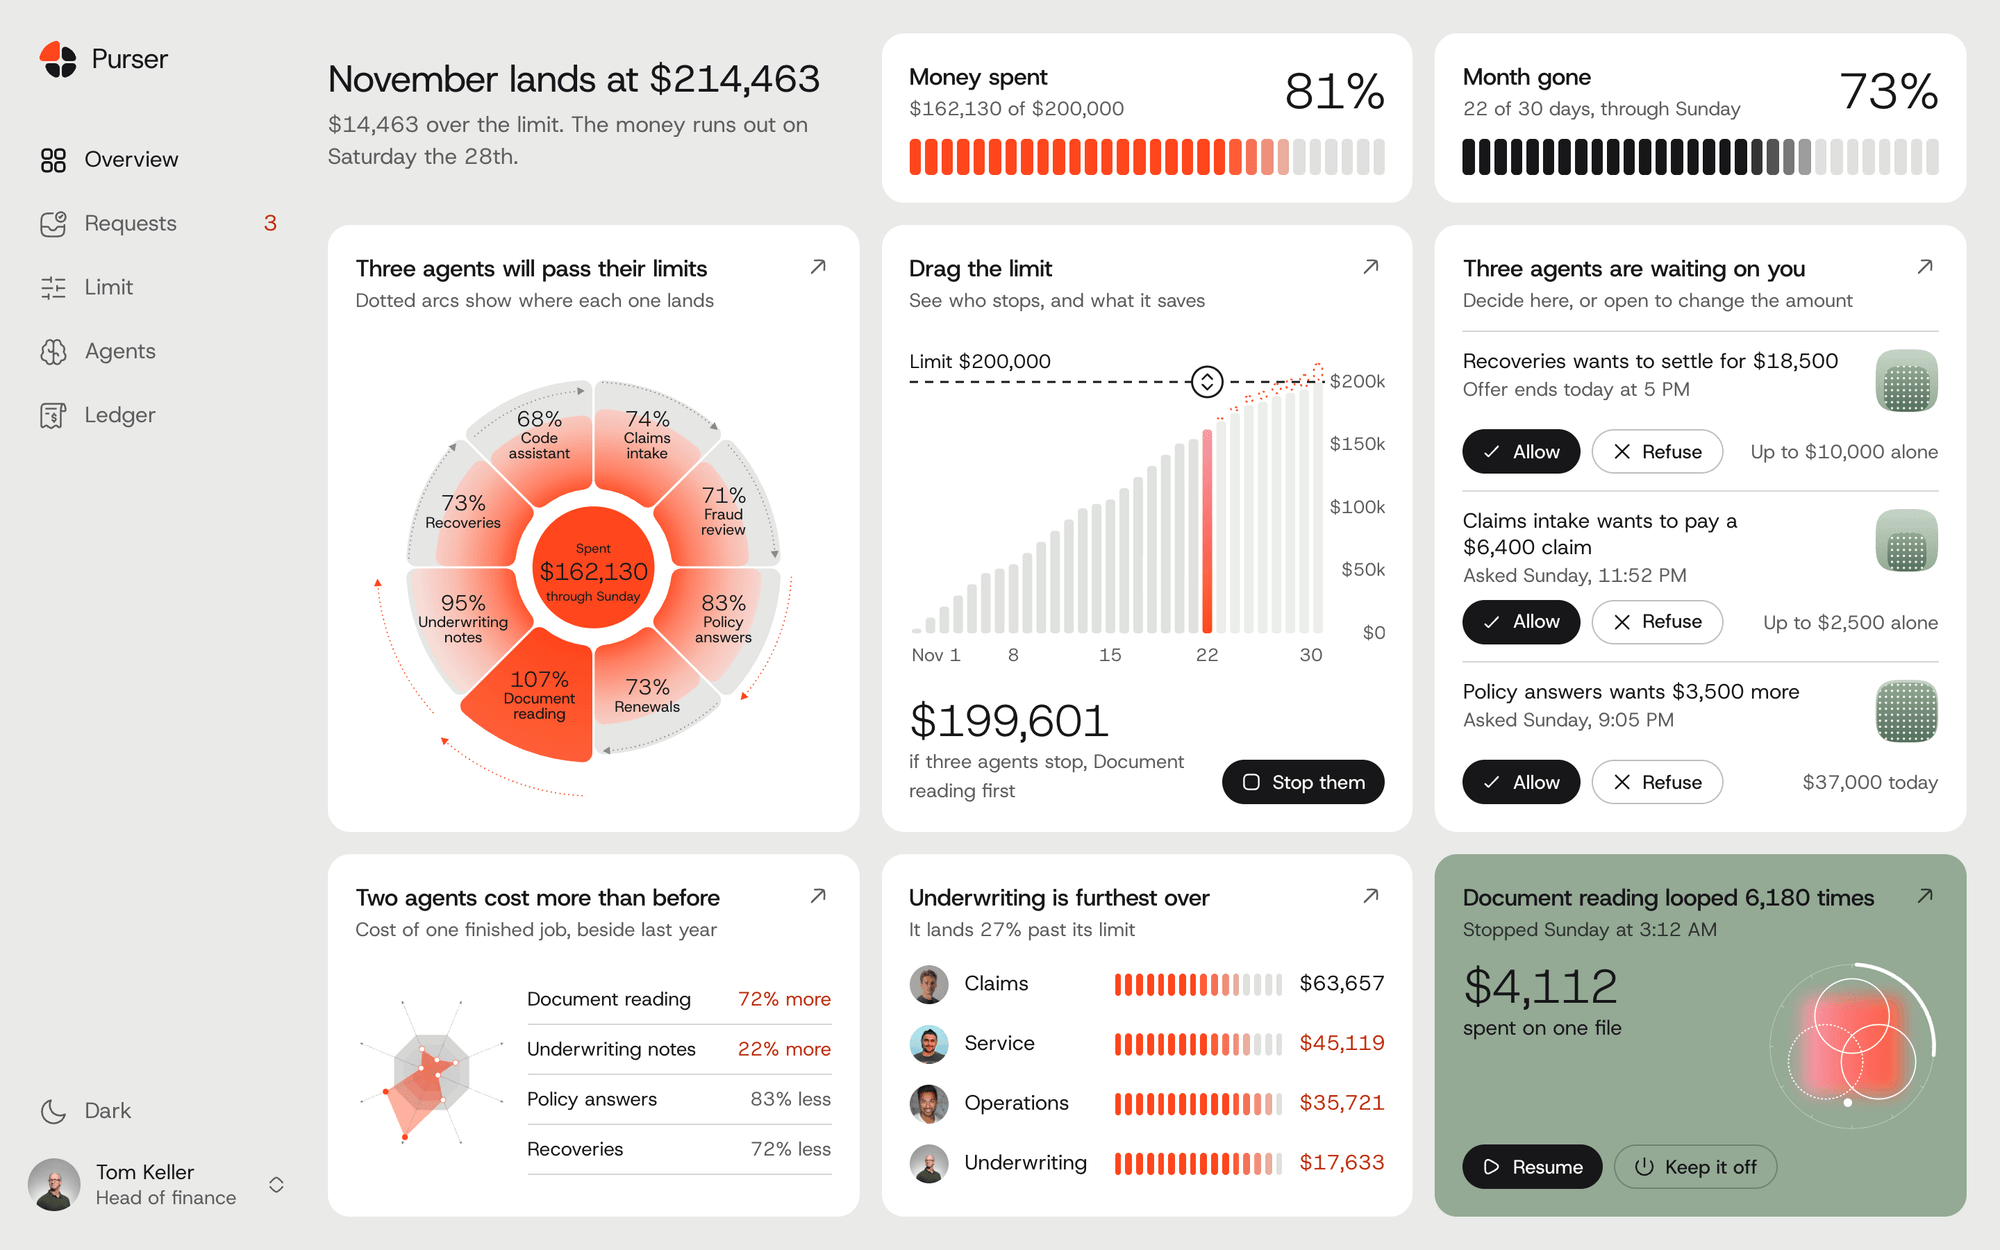 Purser
Overview
Requests
3
Limit
Agents
Ledger
Dark
Tom Keller
Head of finance
November lands at $214,463
$14,463 over the limit. The money runs out on
Saturday the 28th.
Money spent
$162,130 of $200,000
81%
Month gone
22 of 30 days, through Sunday
73%
Three agents will pass their limits
Dotted arcs show where each one lands
68%
Code
assistant
74%
Claims
intake
73%
Recoveries
71%
Fraud
review
Spent
$162,130
through Sunday
95%
Underwriting
notes
83%
Policy
answers
107%
Document
reading
73%
Renewals
Drag the limit
See who stops, and what it saves
Limit $200,000
$200k
$150k
$100k
$50k
$0
Nov 1
8
15
22
30
$199,601
if three agents stop, Document
reading first
Stop them
Three agents are waiting on you
Decide here, or open to change the amount
Recoveries wants to settle for $18,500
Offer ends today at 5 PM
Allow
Refuse
Up to $10,000 alone
Claims intake wants to pay a
$6,400 claim
Asked Sunday, 11:52 PM
Allow
Refuse
Up to $2,500 alone
Policy answers wants $3,500 more
Asked Sunday, 9:05 PM
Allow
Refuse
$37,000 today
Two agents cost more than before
Cost of one finished job, beside last year
Document reading
72% more
Underwriting notes
22% more
Policy answers
83% less
Recoveries
72% less
Underwriting is furthest over
It lands 27% past its limit
Claims
$63,657
Service
$45,119
Operations
$35,721
Underwriting
$17,633
Document reading looped 6,180 times
Stopped Sunday at 3:12 AM
$4,112
spent on one file
Resume
Keep it off